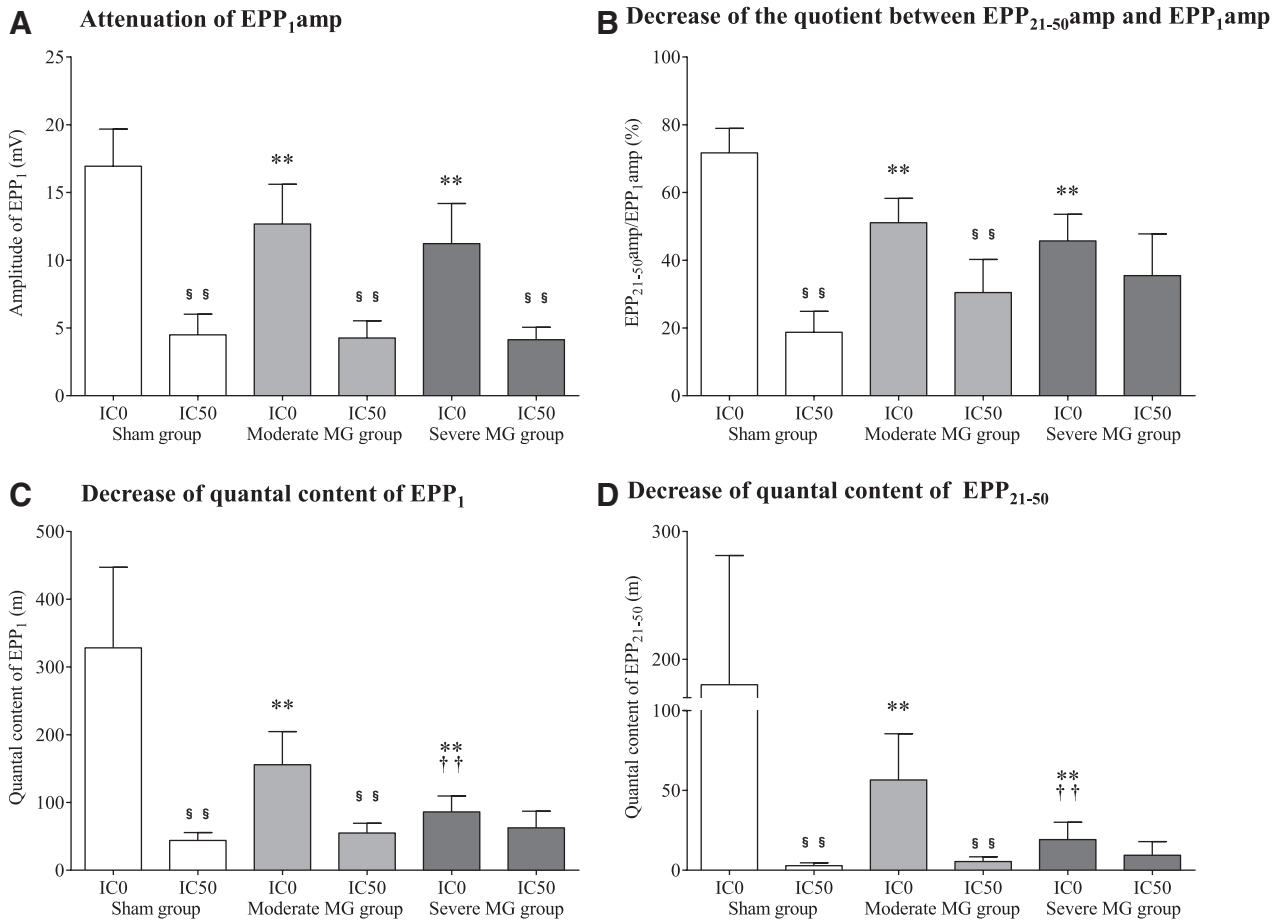 A Attenuation of EPP1amp
25
20
15
10
5
0
Amplitude of EPP1 (mV)
**
**
§ §
§ §
§ §
IC0 IC50 IC0 IC50 IC0 IC50
Sham group Moderate MG group Severe MG group
B Decrease of the quotient between EPP21-50amp and EPP1amp
100
80
60
40
20
0
EPP21-50amp/EPP1amp (%)
**
**
§ §
§ §
IC0 IC50 IC0 IC50 IC0 IC50
Sham group Moderate MG group Severe MG group
C Decrease of quantal content of EPP1
500
400
300
200
100
0
Quantal content of EPP1 (m)
**
**
† †
§ §
§ §
IC0 IC50 IC0 IC50 IC0 IC50
Sham group Moderate MG group Severe MG group
D Decrease of quantal content of EPP21-50
300
200
100
50
0
Quantal content of EPP21-50 (m)
**
**
† †
§ §
§ §
IC0 IC50 IC0 IC50 IC0 IC50
Sham group Moderate MG group Severe MG group